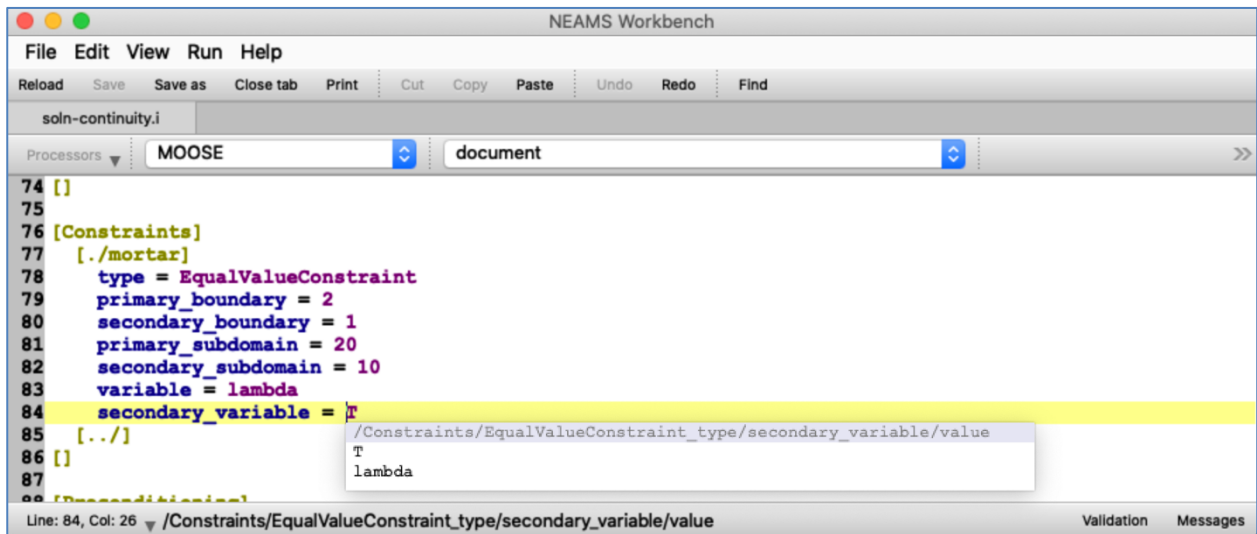 NEAMS Workbench
File Edit View Run Help
Reload Save Save as Close tab Print Cut Copy Paste Undo Redo Find
soln-continuity.i
Processors MOOSE document »
74 []
75
76 [Constraints]
77 [./mortar]
78 type = EqualValueConstraint
79 primary_boundary = 2
80 secondary_boundary = 1
81 primary_subdomain = 20
82 secondary_subdomain = 10
83 variable = lambda
84 secondary_variable = T
/Constraints/EqualValueConstraint_type/secondary_variable/value
T
lambda
85 [../]
86 []
87
88 [Preconditioning]
Line: 84, Col: 26 /Constraints/EqualValueConstraint_type/secondary_variable/value Validation Messages